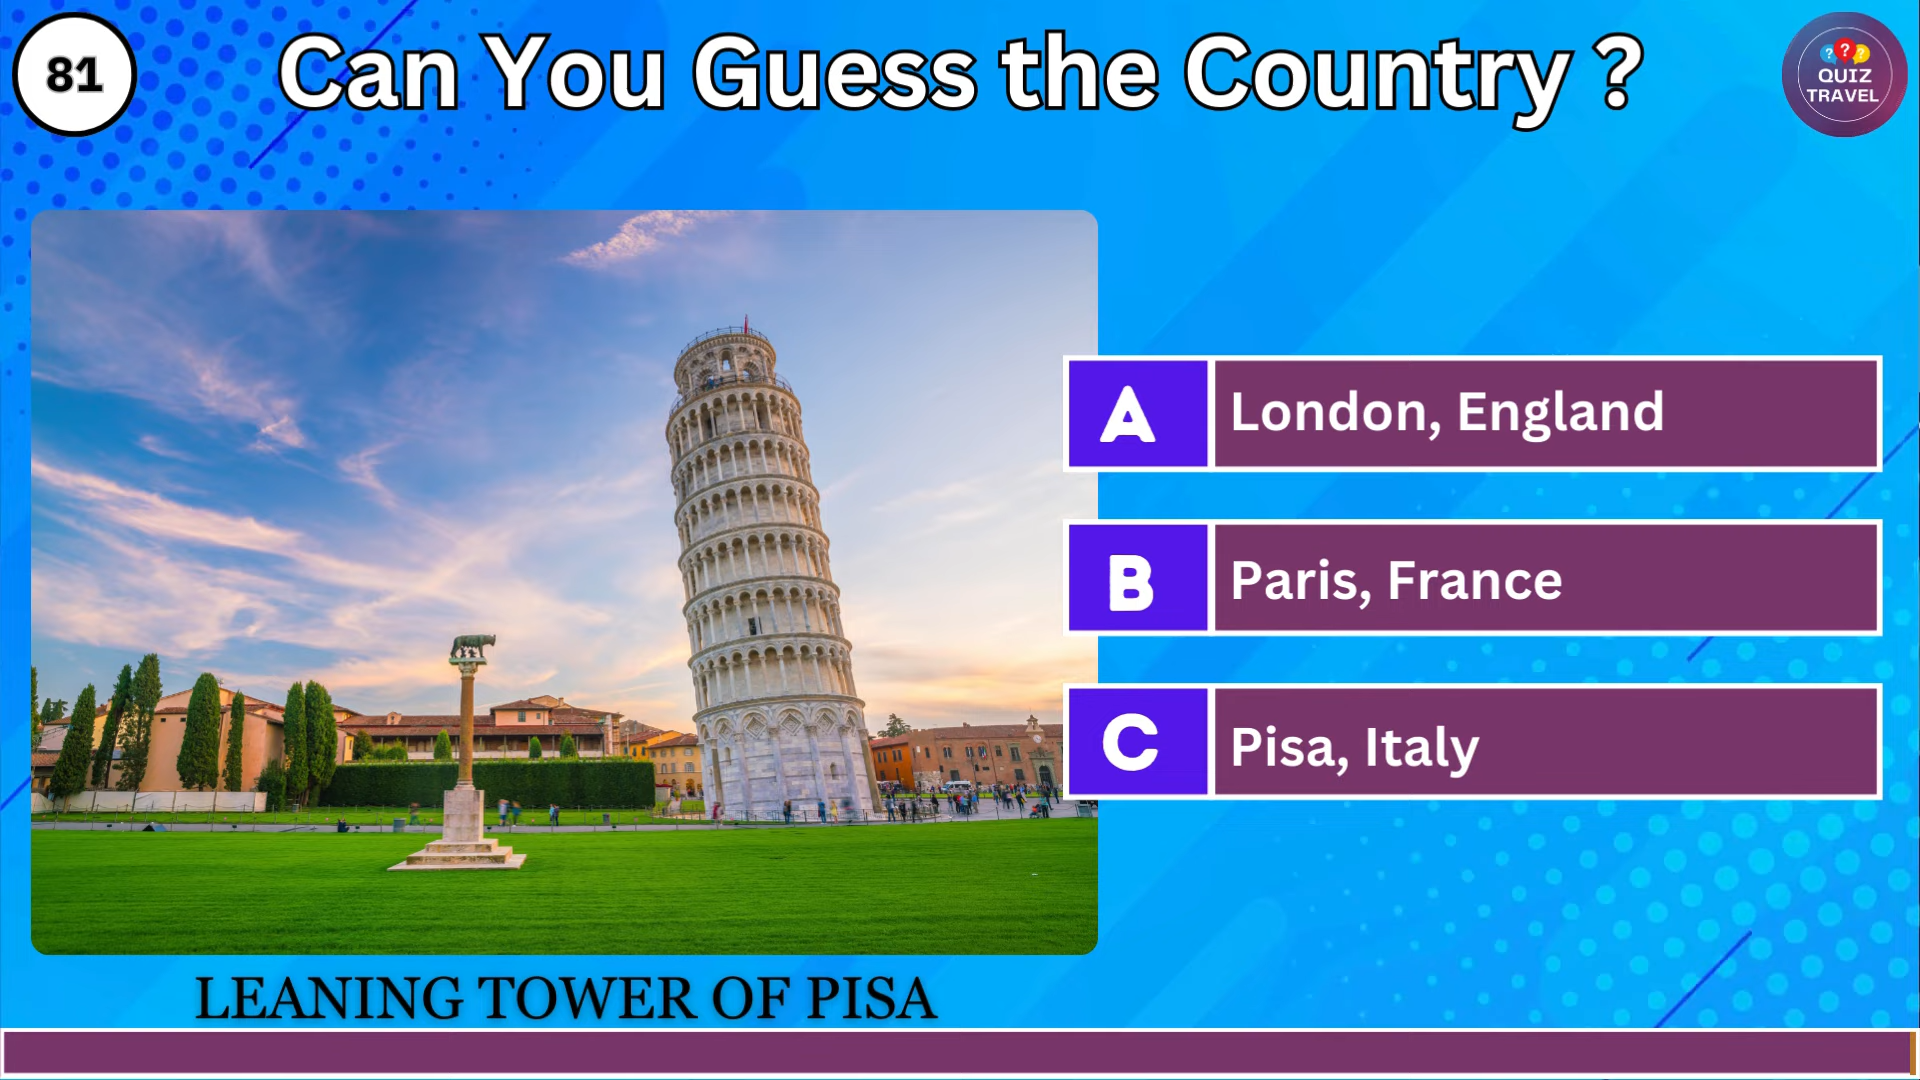 81
Can You Guess the Country ?
? ? ?
QUIZ
TRAVEL
A London, England
B Paris, France
C Pisa, Italy
LEANING TOWER OF PISA